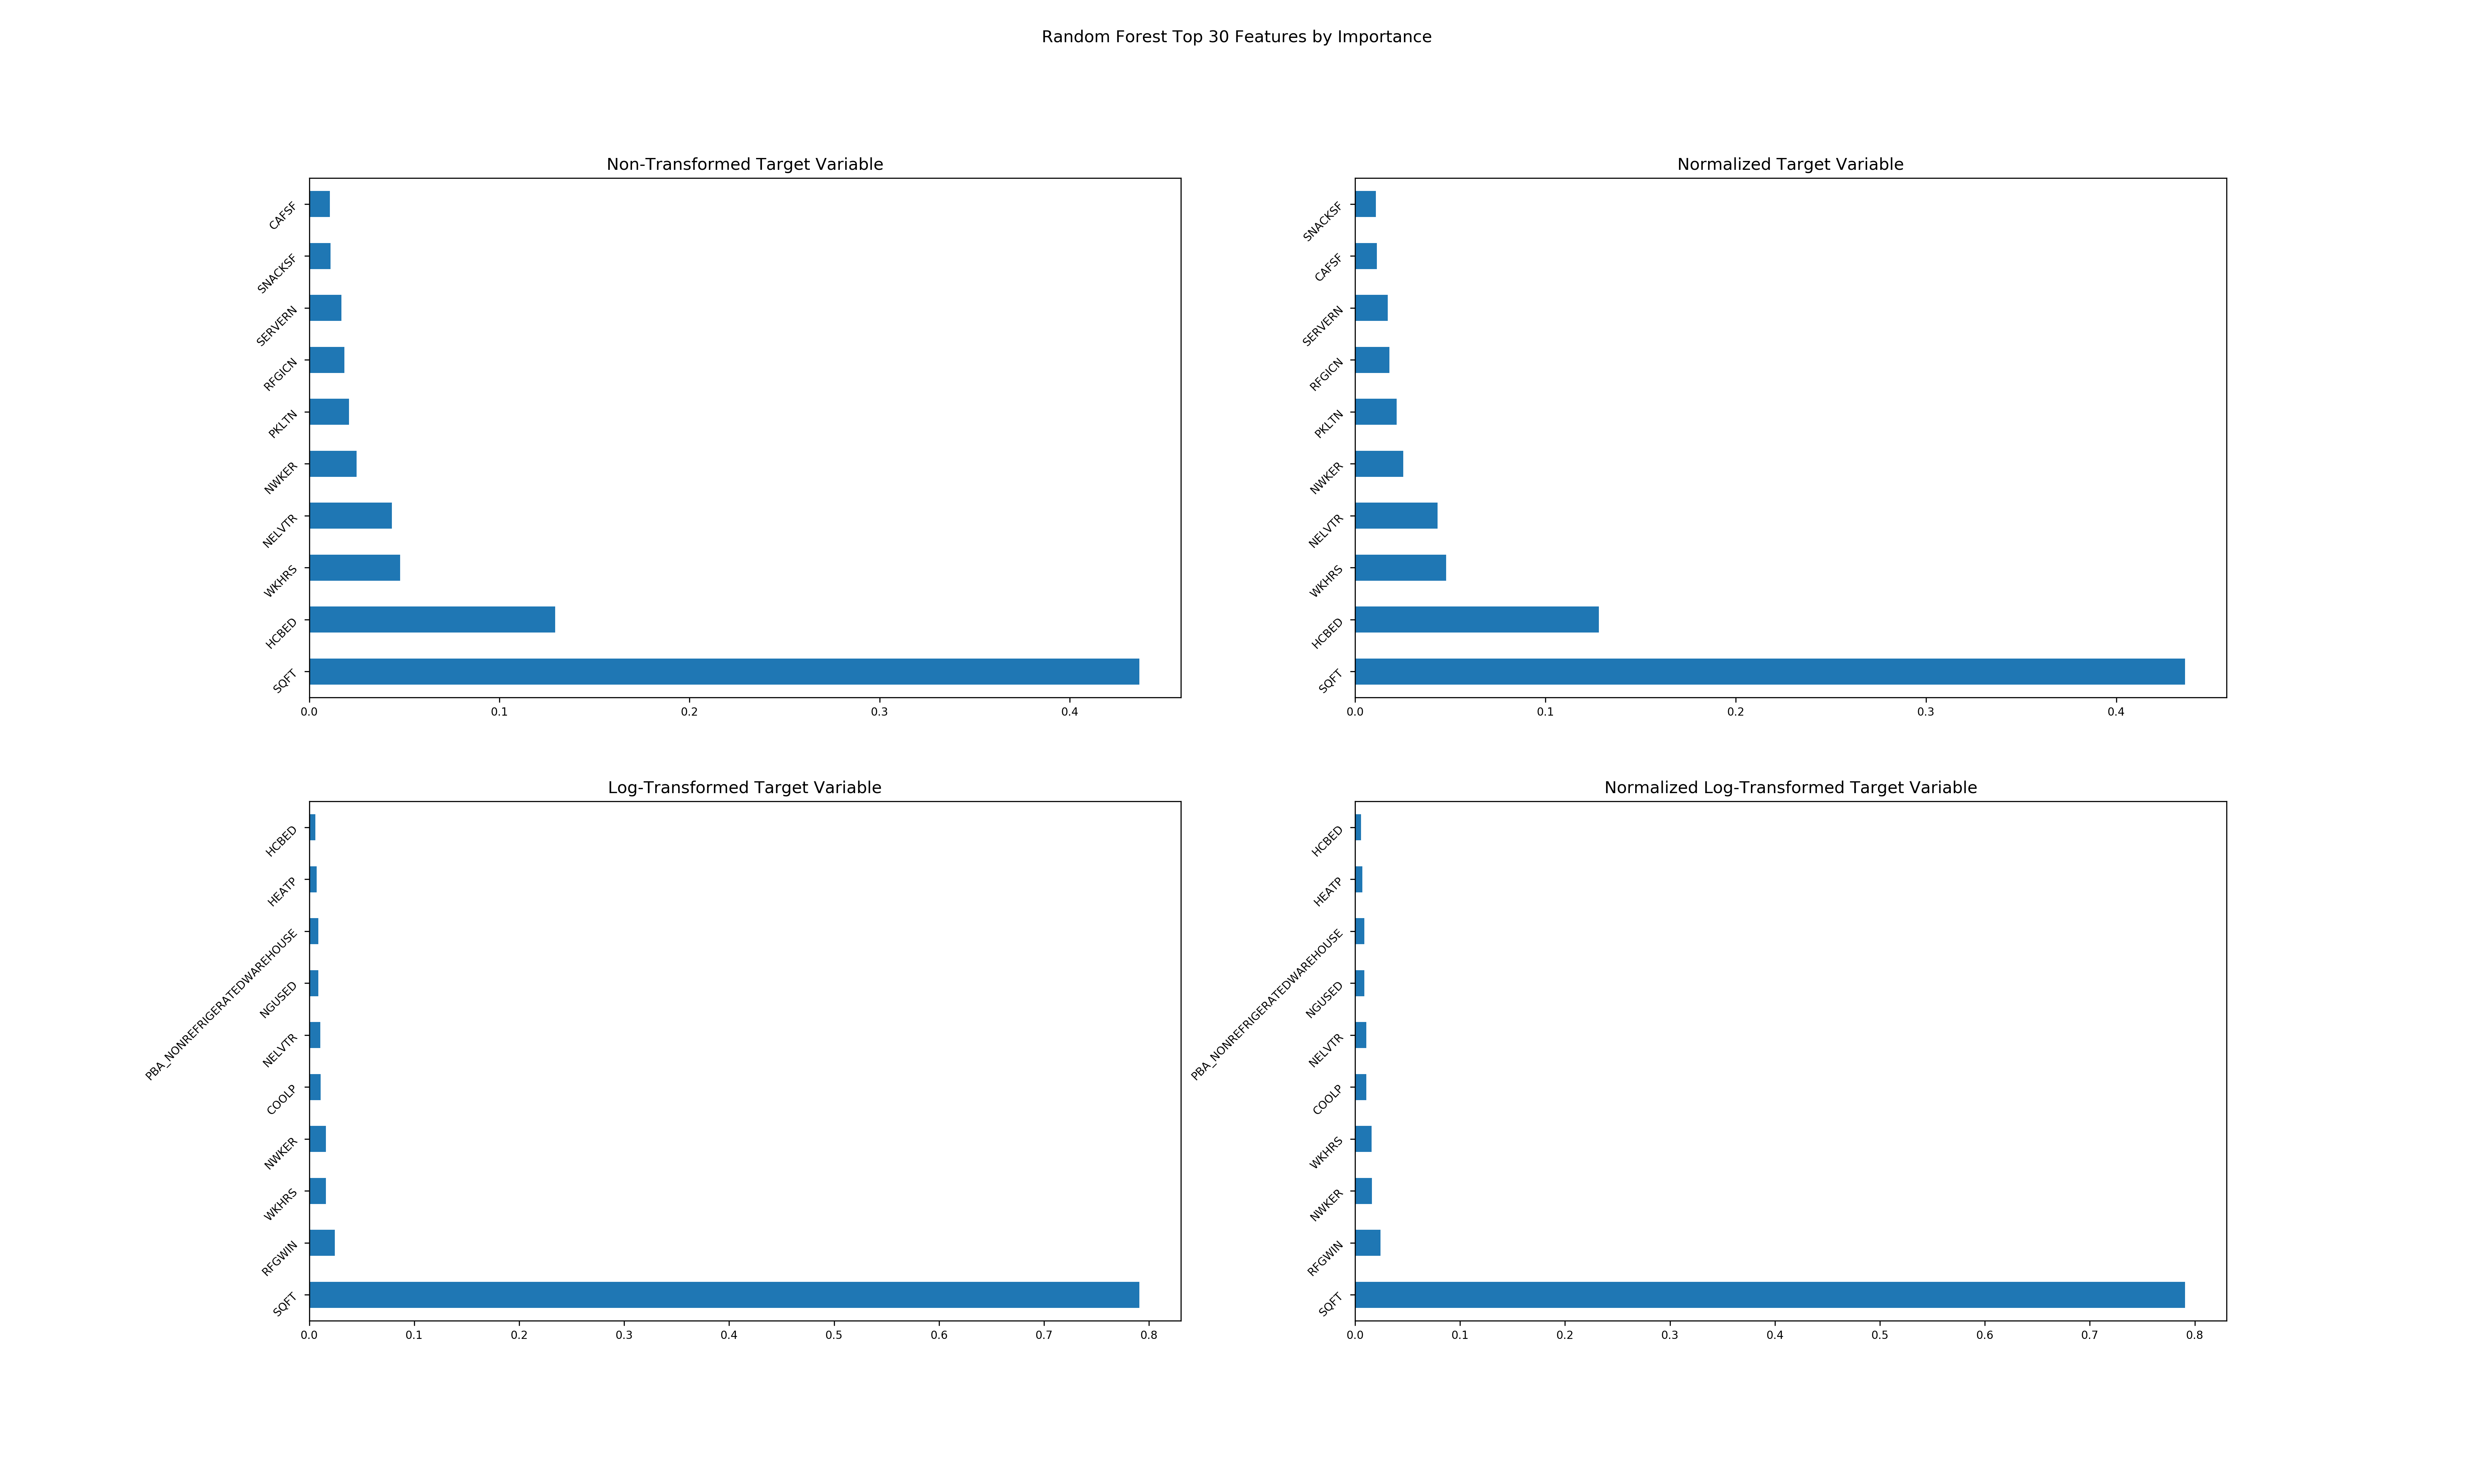 Random Forest Top 30 Features by Importance
Non-Transformed Target Variable
CAFSF
SNACKSF
SERVERN
RFGICN
PKLTN
NWKER
NELVTR
WKHRS
HCBED
SQFT
0.0 0.1 0.2 0.3 0.4
Normalized Target Variable
SNACKSF
CAFSF
SERVERN
RFGICN
PKLTN
NWKER
NELVTR
WKHRS
HCBED
SQFT
0.0 0.1 0.2 0.3 0.4
Log-Transformed Target Variable
HCBED
HEATP
PBA_NONREFRIGERATEDWAREHOUSE
NGUSED
NELVTR
COOLP
NWKER
WKHRS
RFGWIN
SQFT
0.0 0.1 0.2 0.3 0.4 0.5 0.6 0.7 0.8
Normalized Log-Transformed Target Variable
HCBED
HEATP
PBA_NONREFRIGERATEDWAREHOUSE
NGUSED
NELVTR
COOLP
WKHRS
NWKER
RFGWIN
SQFT
0.0 0.1 0.2 0.3 0.4 0.5 0.6 0.7 0.8